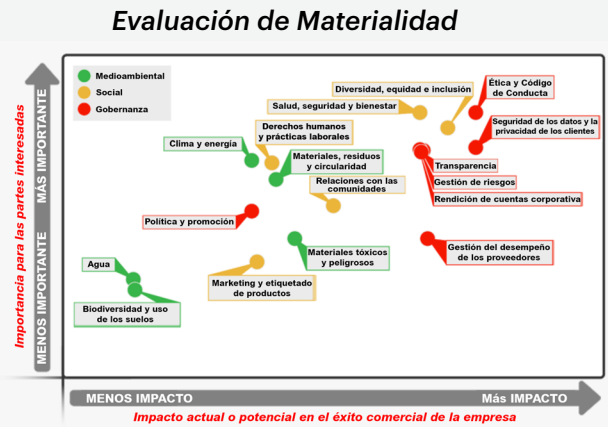 Evaluación de Materialidad
Medioambiental
Social
Gobernanza
Importancia para las partes interesadas
MÁS IMPORTANTE
MENOS IMPORTANTE
Diversidad, equidad e inclusión
Ética y Código
de Conducta
Salud, seguridad y bienestar
Seguridad de los datos y la
privacidad de los clientes
Derechos humanos
y prácticas laborales
Clima y energía
Materiales, residuos
y circularidad
Transparencia
Relaciones con las
comunidades
Gestión de riesgos
Rendición de cuentas corporativa
Política y promoción
Materiales tóxicos
y peligrosos
Gestión del desempeño
de los proveedores
Agua
Marketing y etiquetado
de productos
Biodiversidad y uso
de los suelos
MENOS IMPACTO
Más IMPACTO
Impacto actual o potencial en el éxito comercial de la empresa